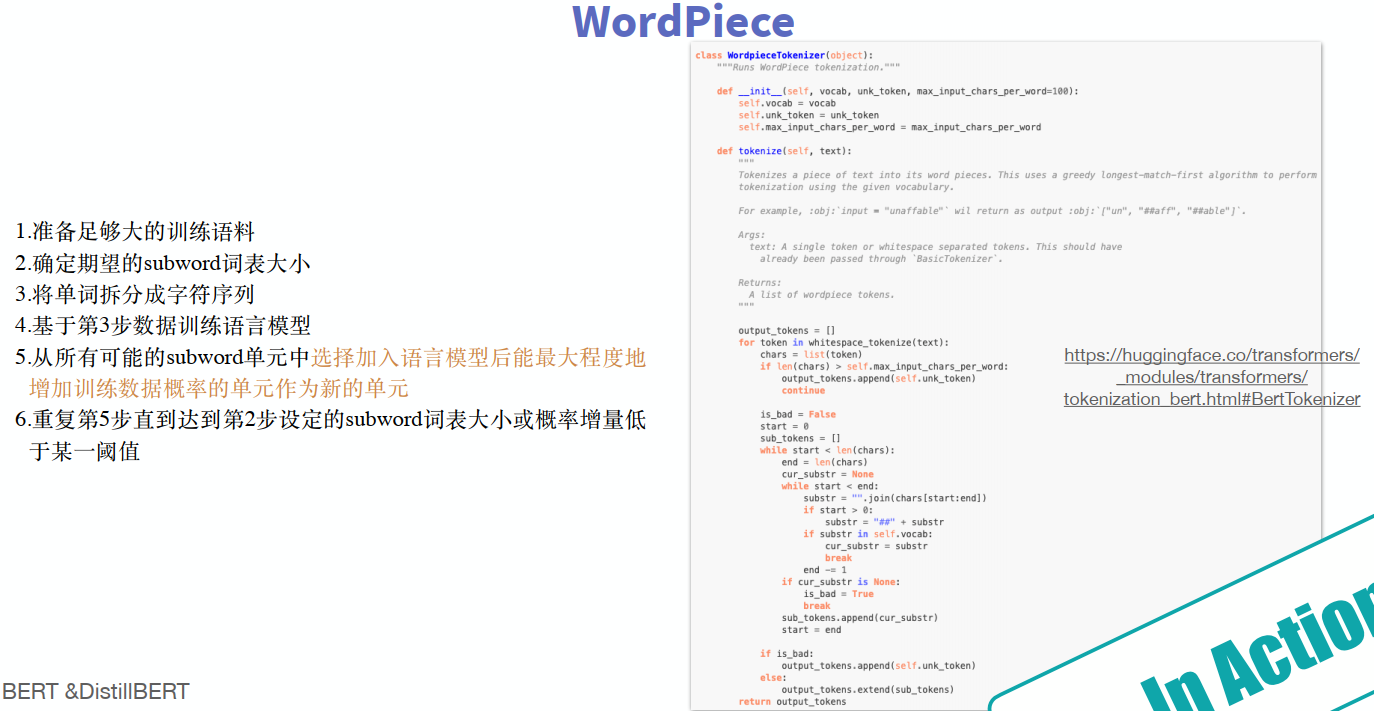 WordPiece
1.准备足够大的训练语料
2.确定期望的subword词表大小
3.将单词拆分成字符序列
4.基于第3步数据训练语言模型
5.从所有可能的subword单元中选择加入语言模型后能最大程度地
增加训练数据概率的单元作为新的单元
6.重复第5步直到达到第2步设定的subword词表大小或概率增量低
于某一阈值
class WordpieceTokenizer(object):
"""Runs WordPiece tokenization."""
def __init__(self, vocab, unk_token, max_input_chars_per_word=100):
self.vocab = vocab
self.unk_token = unk_token
self.max_input_chars_per_word = max_input_chars_per_word
def tokenize(self, text):
"""
Tokenizes a piece of text into its word pieces. This uses a greedy longest-match-first algorithm to perform
tokenization using the given vocabulary.
For example, :obj:`input = "unaffable"` wil return as output :obj:`["un", "##aff", "##able"]`.
Args:
text: A single token or whitespace separated tokens. This should have
already been passed through `BasicTokenizer`.
Returns:
A list of wordpiece tokens.
"""
output_tokens = []
for token in whitespace_tokenize(text):
chars = list(token)
if len(chars) > self.max_input_chars_per_word:
output_tokens.append(self.unk_token)
continue
is_bad = False
start = 0
sub_tokens = []
while start < len(chars):
end = len(chars)
cur_substr = None
while start < end:
substr = "".join(chars[start:end])
if start > 0:
substr = "##" + substr
if substr in self.vocab:
cur_substr = substr
break
end -= 1
if cur_substr is None:
is_bad = True
break
sub_tokens.append(cur_substr)
start = end
if is_bad:
output_tokens.append(self.unk_token)
else:
output_tokens.extend(sub_tokens)
return output_tokens
https://huggingface.co/transformers/
_modules/transformers/
tokenization_bert.html#BertTokenizer
In Action
BERT &DistillBERT